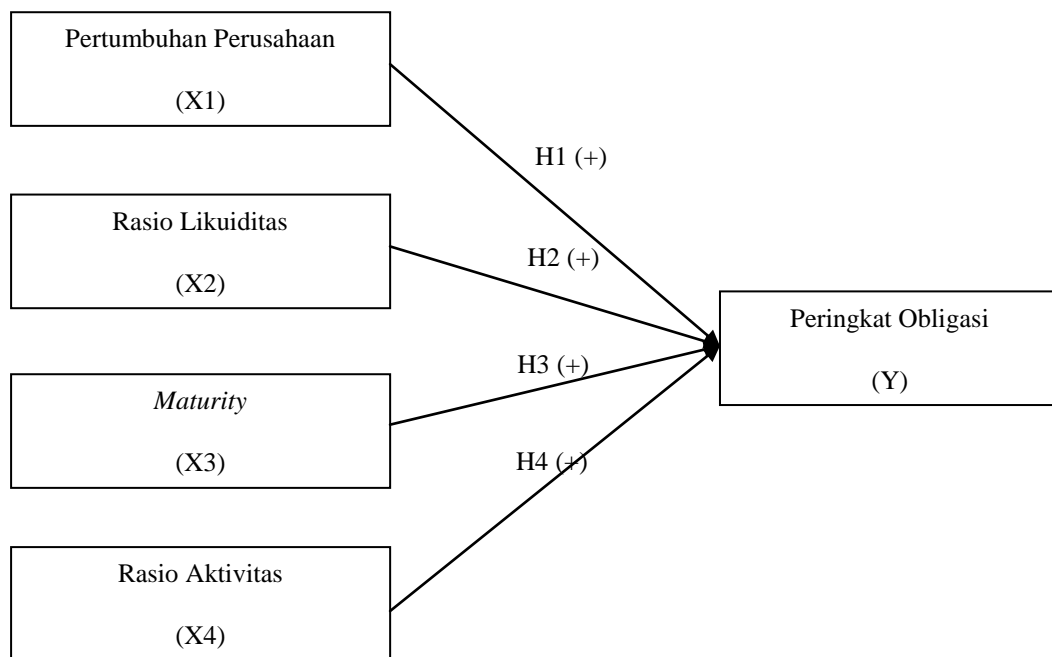 Pertumbuhan Perusahaan
(X1)
H1 (+)
Rasio Likuiditas
(X2)
H2 (+)
Peringkat Obligasi
(Y)
H3 (+)
Maturity
(X3)
H4 (+)
Rasio Aktivitas
(X4)